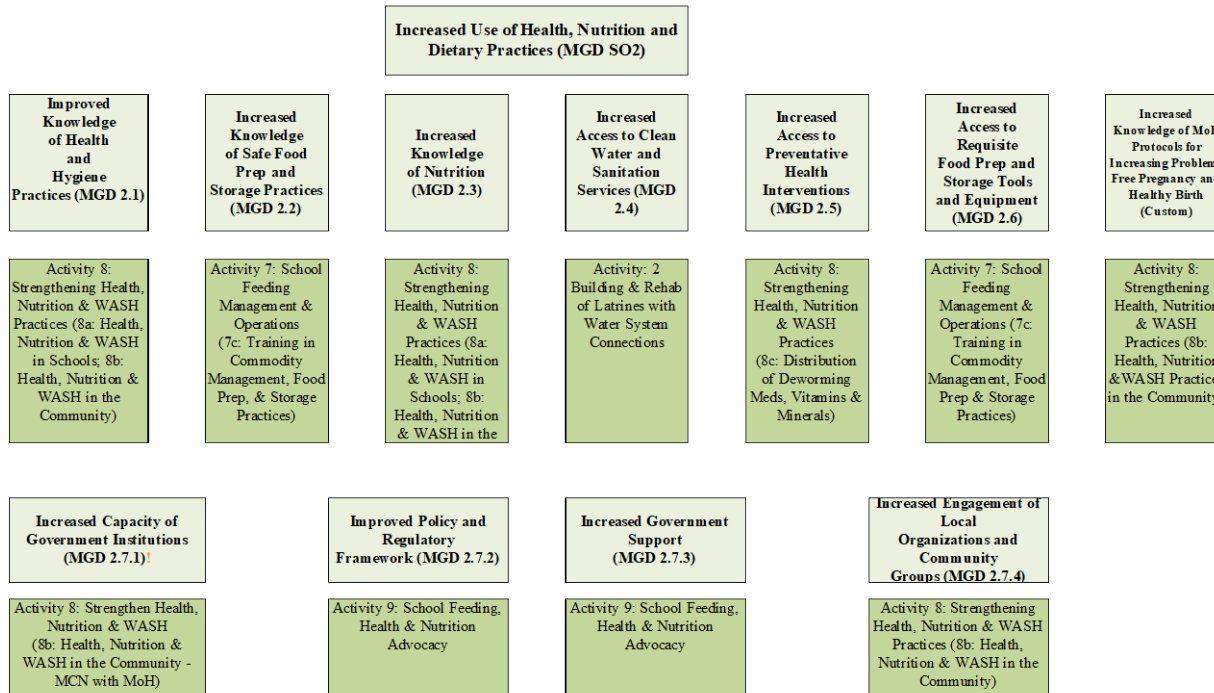 Increased Use of Health, Nutrition and
Dietary Practices (MGD SO2)
Improved
Knowledge
of Health
and
Hygiene
Practices (MGD 2.1)
Increased
Knowledge
of Safe Food
Prep and
Storage Practices
(MGD 2.2)
Increased
Knowledge
of Nutrition
(MGD 2.3)
Increased
Access to Clean
Water and
Sanitation
Services (MGD
2.4)
Increased
Access to
Preventative
Health
Interventions
(MGD 2.5)
Increased
Access to
Requisite
Food Prep and
Storage Tools
and Equipment
(MGD 2.6)
Increased
Knowledge of MoH
Protocols for
Increasing Problem
Free Pregnancy and
Healthy Birth
(Custom)
Activity 8:
Strengthening Health,
Nutrition & WASH
Practices (8a: Health,
Nutrition & WASH
in Schools; 8b:
Health, Nutrition &
WASH in the
Community)
Activity 7: School
Feeding
Management &
Operations
(7c: Training in
Commodity
Management, Food
Prep, & Storage
Practices)
Activity 8:
Strengthening
Health, Nutrition
& WASH
Practices (8a:
Health, Nutrition
& WASH in
Schools; 8b:
Health, Nutrition
& WASH in the
Activity: 2
Building & Rehab
of Latrines with
Water System
Connections
Activity 8:
Strengthening
Health, Nutrition
& WASH
Practices
(8c: Distribution
of Deworming
Meds, Vitamins &
Minerals)
Activity 7: School
Feeding
Management &
Operations (7c:
Training in
Commodity
Management, Food
Prep & Storage
Practices)
Activity 8:
Strengthening
Health, Nutrition
& WASH
Practices (8b:
Health, Nutrition
&WASH Practices
in the Community
Increased Capacity of
Government Institutions
(MGD 2.7.1)!
Improved Policy and
Regulatory
Framework (MGD 2.7.2)
Increased Government
Support
(MGD 2.7.3)
Increased Engagement of
Local
Organizations and
Community
Groups (MGD 2.7.4)
Activity 8: Strengthen Health,
Nutrition & WASH
(8b: Health, Nutrition &
WASH in the Community -
MCN with MoH)
Activity 9: School Feeding,
Health & Nutrition
Advocacy
Activity 9: School Feeding,
Health & Nutrition
Advocacy
Activity 8: Strengthening
Health, Nutrition & WASH
Practices (8b: Health,
Nutrition & WASH in the
Community)